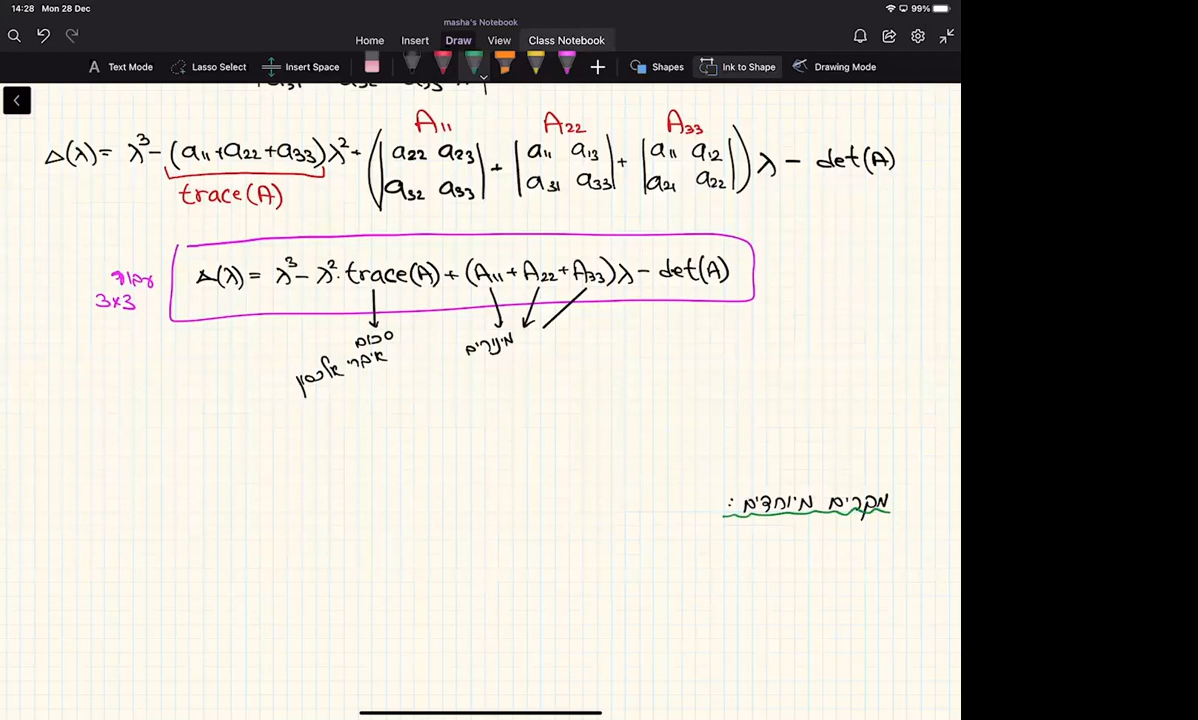 14:28 Mon 28 Dec
99%
masha's Notebook
Home Insert Draw View Class Notebook
Text Mode Lasso Select Insert Space Shapes Ink to Shape Drawing Mode
A₁₁ A₂₂ A₃₃
Δ(λ) = λ³ - (a₁₁+a₂₂+a₃₃)λ² + (|a₂₂ a₂₃| + |a₁₁ a₁₃| + |a₁₁ a₁₂|)λ - det(A)
|a₃₂ a₃₃| |a₃₁ a₃₃| |a₂₁ a₂₂|
trace(A)
עבור
3x3
Δ(λ) = λ³ - λ²· trace(A) + (A₁₁ + A₂₂ + A₃₃)λ - det(A)
סכום
איברי אלכסון
מינורים
מקרים מיוחדים :